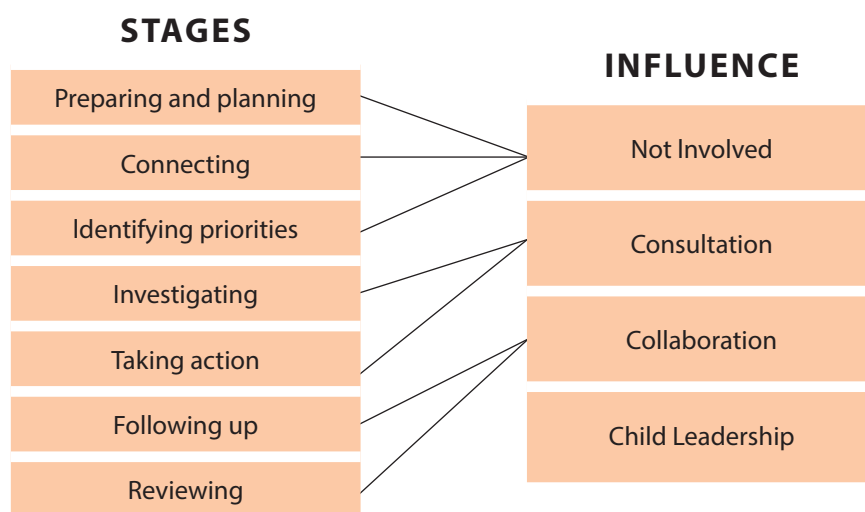 STAGES
Preparing and planning
Connecting
Identifying priorities
Investigating
Taking action
Following up
Reviewing
INFLUENCE
Not Involved
Consultation
Collaboration
Child Leadership